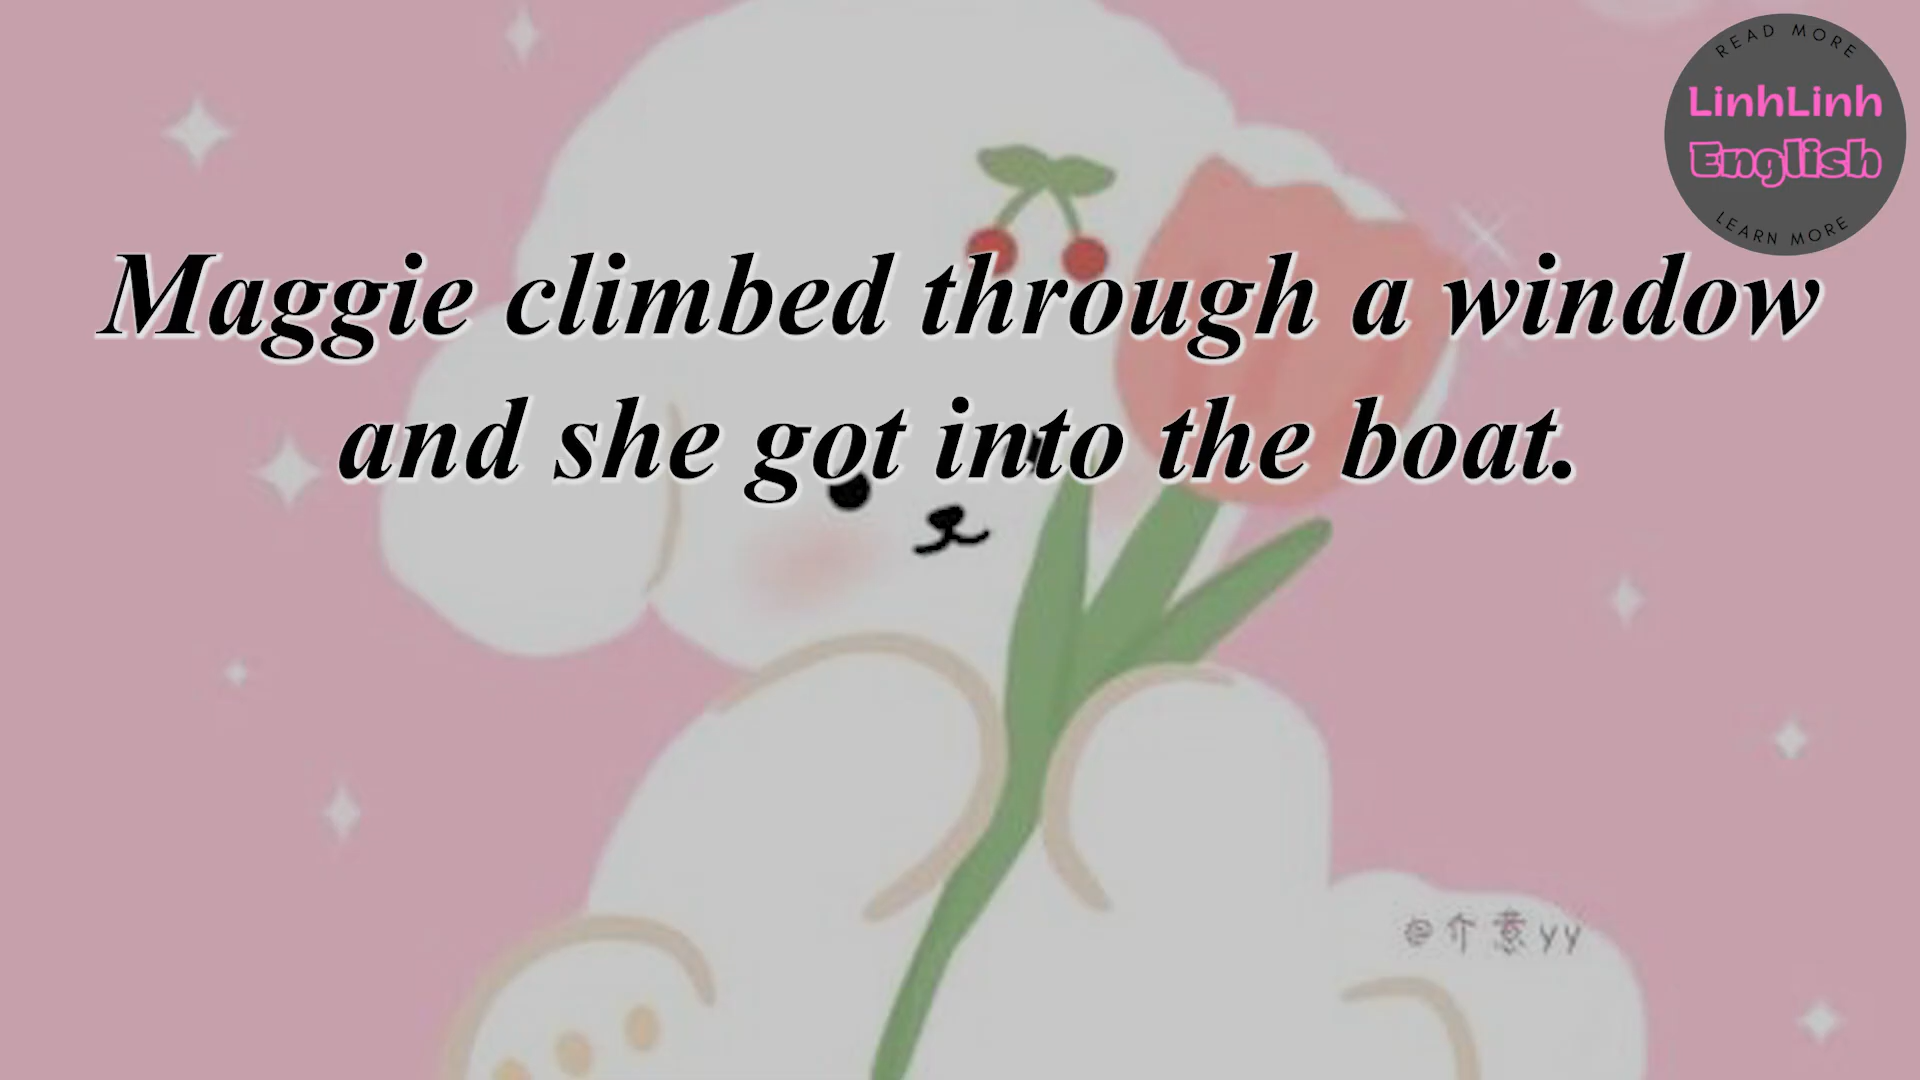 READ MORE
LinhLinh
English
LEARN MORE
Maggie climbed through a window
and she got into the boat.
@介意yy